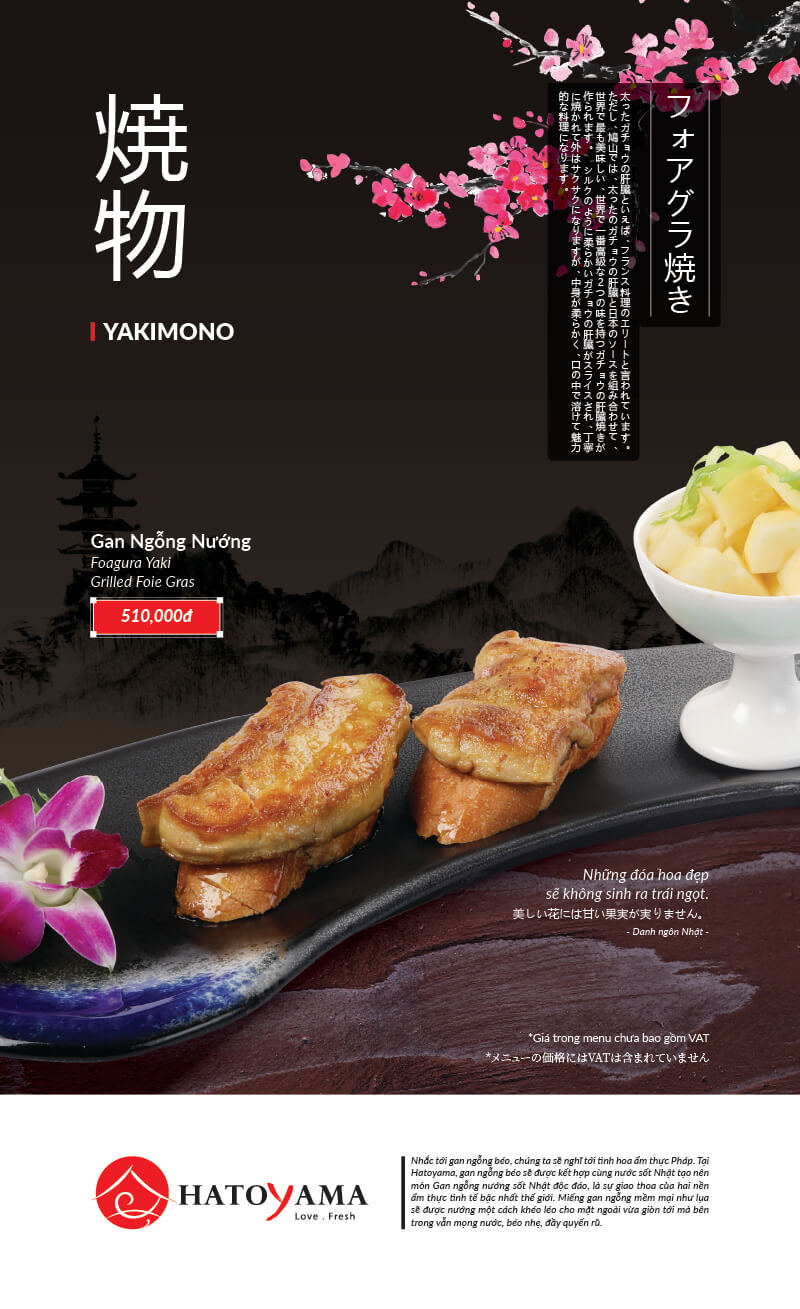 焼物
YAKIMONO
フォアグラ焼き
太ったガチョウの肝臓といえば、フランス料理のエリートと言われています。
ただし、鳩山では、太ったのガチョウの肝臓と日本のソースを組み合わせて、
世界で最も美味しい、世界で一番高級な２つの味を持つガチョウの肝臓焼きが
作られます。シルクのように柔らかいガチョウの肝臓がスライスされ、丁寧
に焼かれて外はサクサクになりますが、中身が柔らかく、口の中で溶けて魅力
的な料理になります。
Gan Ngỗng Nướng
Foagura Yaki
Grilled Foie Gras
510,000đ
Những đóa hoa đẹp
sẽ không sinh ra trái ngọt.
美しい花には甘い果実が実りません。
- Danh ngôn Nhật -
*Giá trong menu chưa bao gồm VAT
*メニューの価格にはVATは含まれていません
HATOYAMA
Love . Fresh
Nhắc tới gan ngỗng béo, chúng ta sẽ nghĩ tới tinh hoa ẩm thực Pháp. Tại
Hatoyama, gan ngỗng béo sẽ được kết hợp cùng nước sốt Nhật tạo nên
món Gan ngỗng nướng sốt Nhật độc đáo, là sự giao thoa của hai nền
ẩm thực tinh tế bậc nhất thế giới. Miếng gan ngỗng mềm mại như lụa
sẽ được nướng một cách khéo léo cho mặt ngoài vừa giòn tới mà bên
trong vẫn mọng nước, béo nhẹ, đầy quyến rũ.